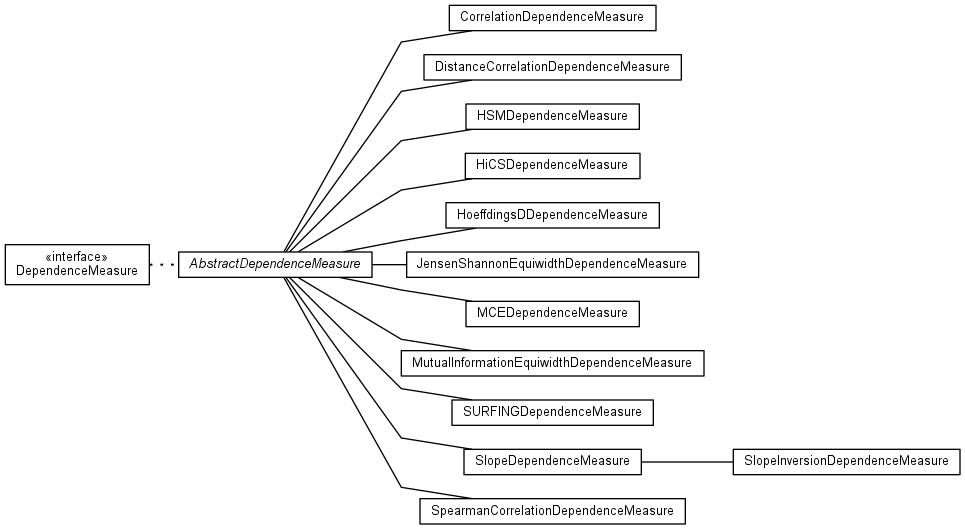 CorrelationDependenceMeasure
DistanceCorrelationDependenceMeasure
HSMDependenceMeasure
HiCSDependenceMeasure
HoeffdingsDDependenceMeasure
«interface»
DependenceMeasure
AbstractDependenceMeasure
JensenShannonEquiwidthDependenceMeasure
MCEDependenceMeasure
MutualInformationEquiwidthDependenceMeasure
SURFINGDependenceMeasure
SlopeDependenceMeasure
SlopeInversionDependenceMeasure
SpearmanCorrelationDependenceMeasure